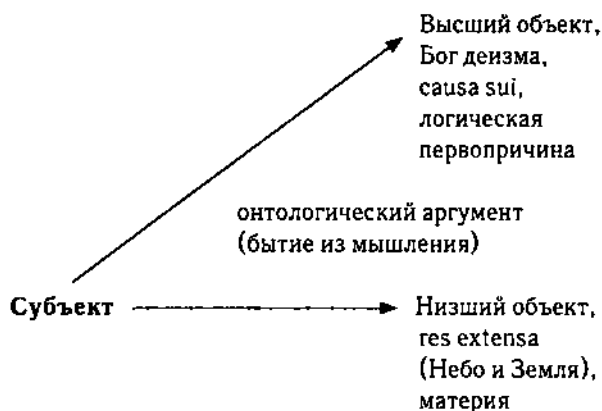 Высший объект,
Бог деизма,
causa sui,
логическая
первопричина
онтологический аргумент
(бытие из мышления)
Субъект
Низший объект,
res extensa
(Небо и Земля),
материя